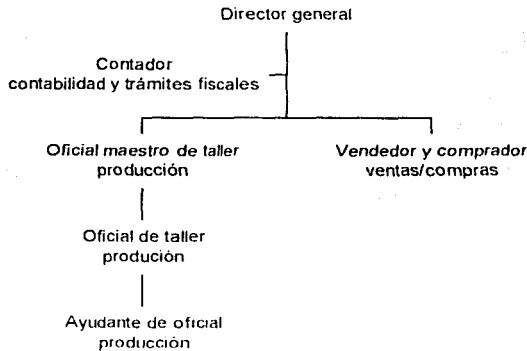 Director general
Contador
contabilidad y trámites fiscales
Oficial maestro de taller
producción
Vendedor y comprador
ventas/compras
Oficial de taller
produción
Ayudante de oficial
producción